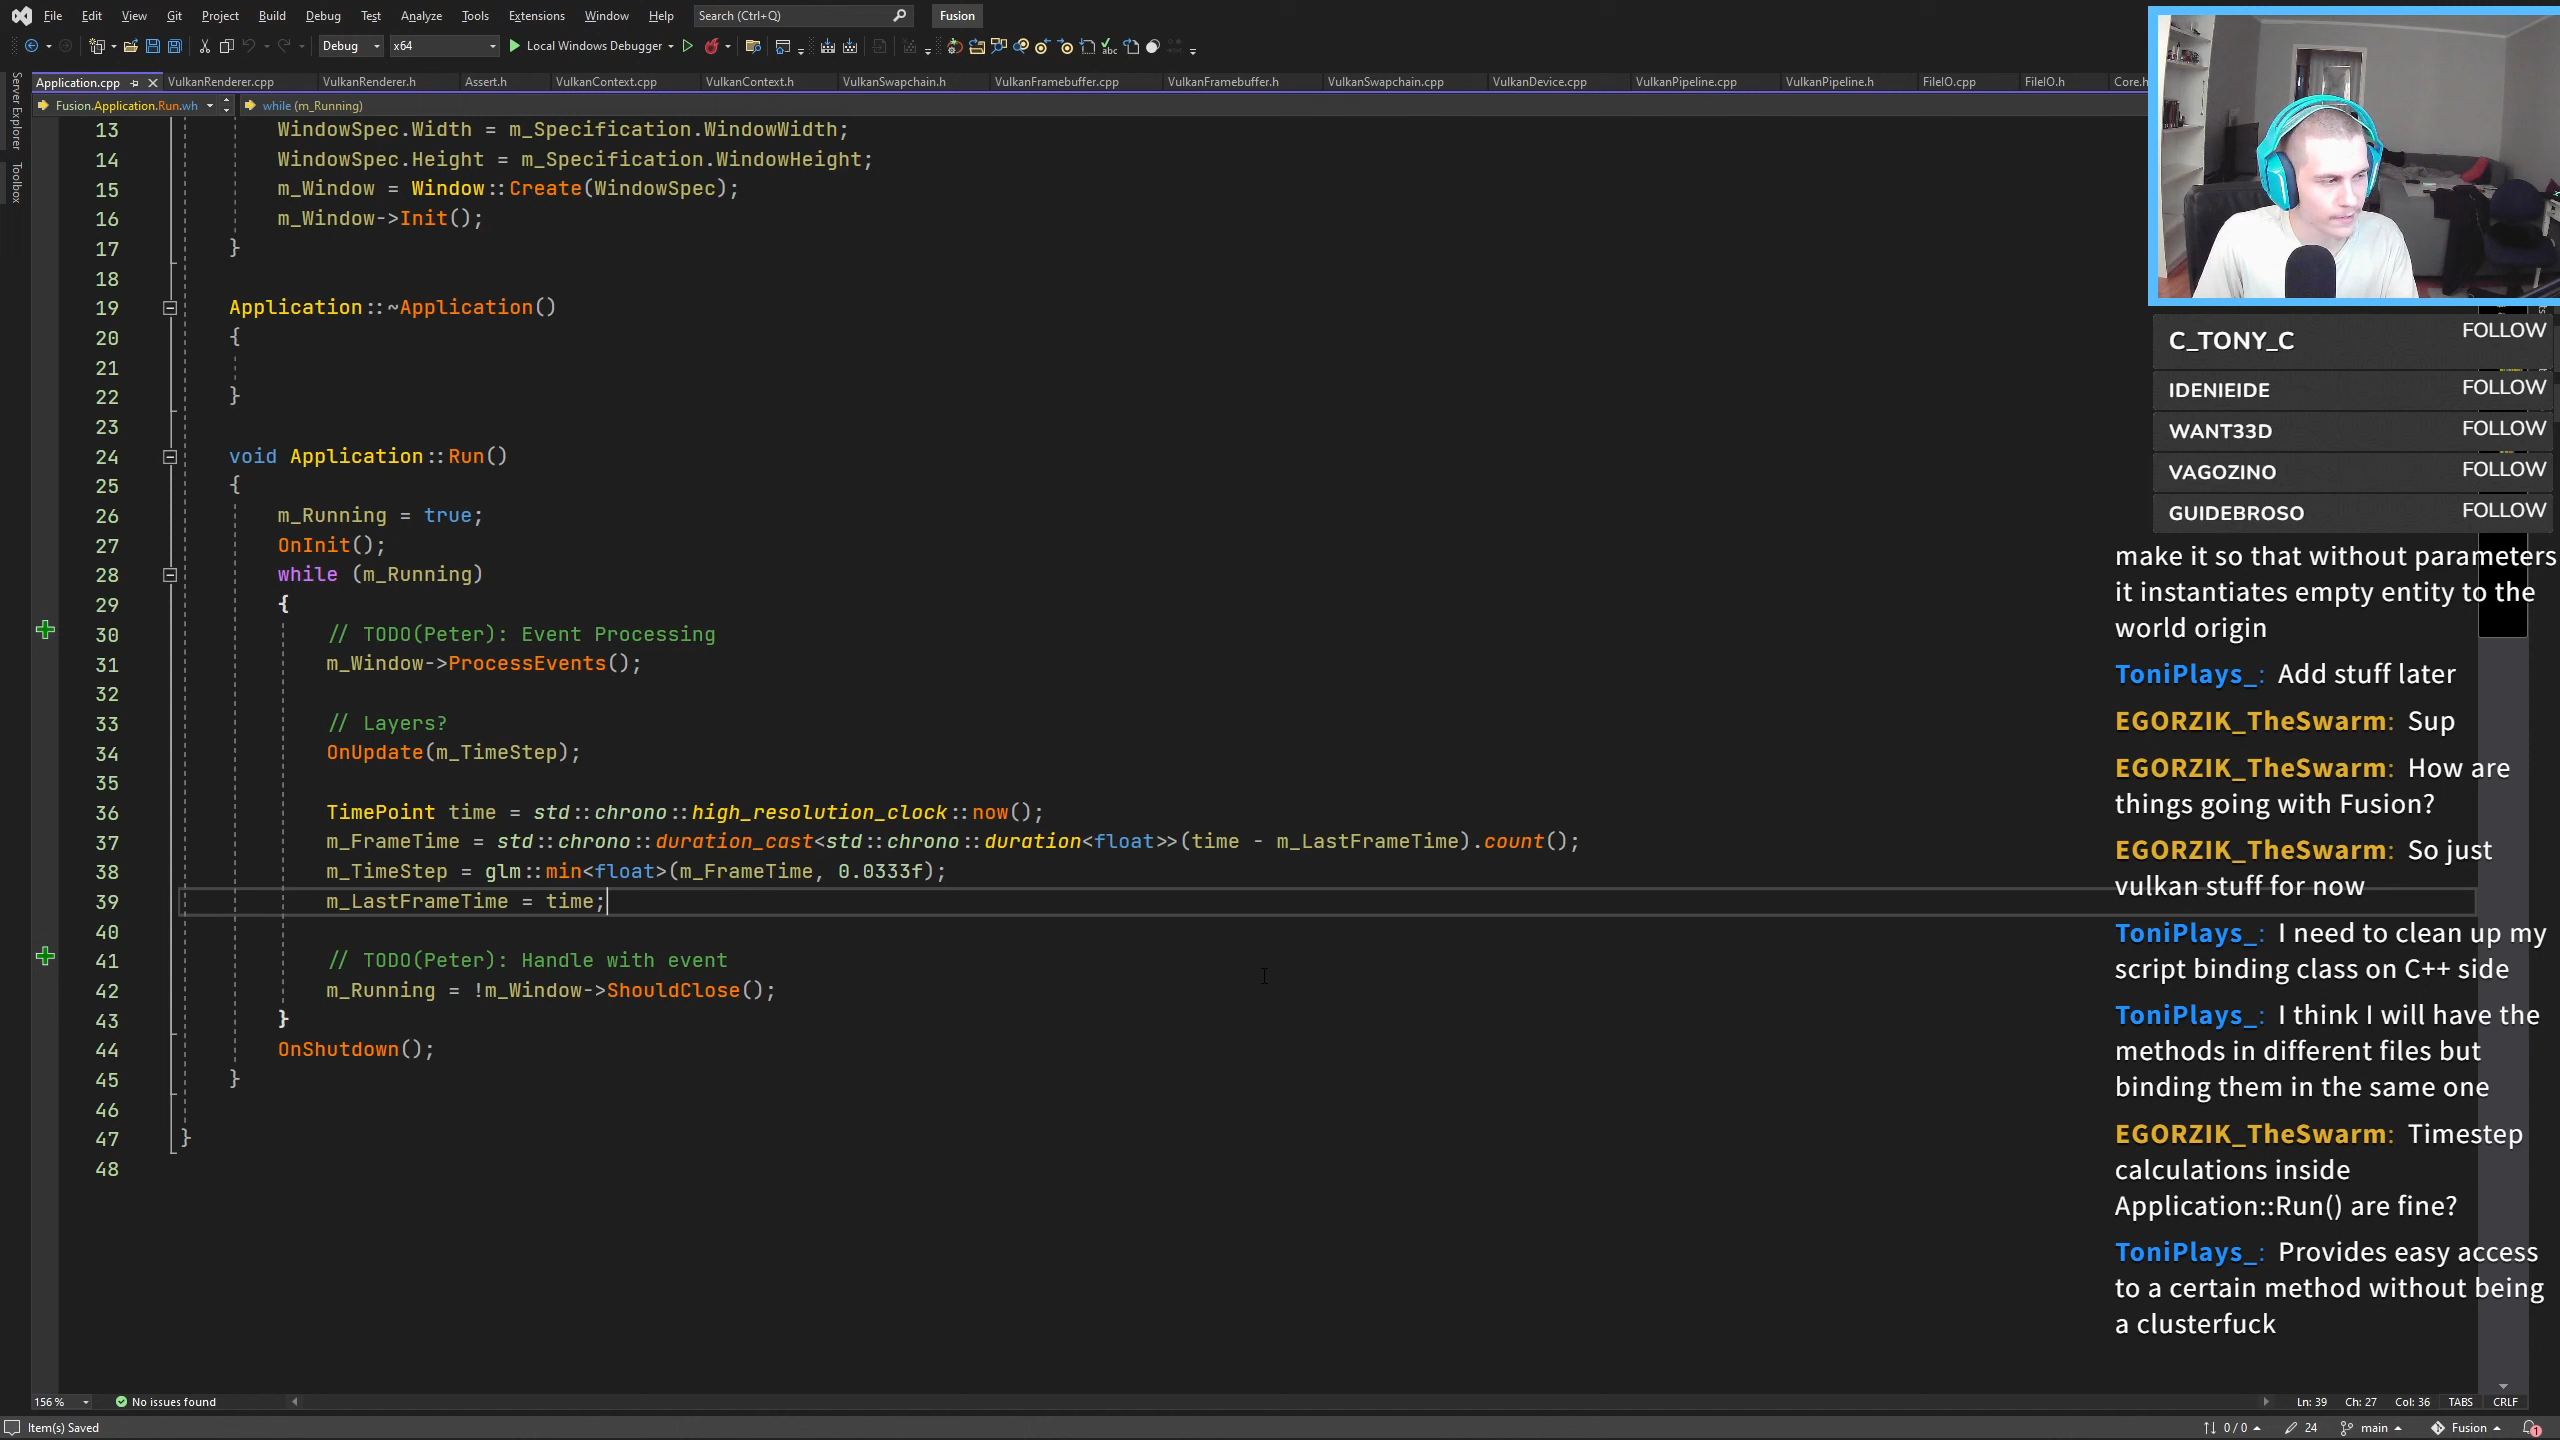 File Edit View Git Project Build Debug Test Analyze Tools Extensions Window Help Search (Ctrl+Q) Fusion
Debug x64 Local Windows Debugger
Application.cpp VulkanRenderer.cpp VulkanRenderer.h Assert.h VulkanContext.cpp VulkanContext.h VulkanSwapchain.h VulkanFramebuffer.cpp VulkanFramebuffer.h VulkanSwapchain.cpp VulkanDevice.cpp VulkanPipeline.cpp VulkanPipeline.h FileIO.cpp FileIO.h Core.h
Fusion.Application.Run.wh while (m_Running)
Server Explorer
Toolbox
13 WindowSpec.Width = m_Specification.WindowWidth;
14 WindowSpec.Height = m_Specification.WindowHeight;
15 m_Window = Window::Create(WindowSpec);
16 m_Window->Init();
17 }
18
19 Application::~Application()
20 {
21
22 }
23
24 void Application::Run()
25 {
26 m_Running = true;
27 OnInit();
28 while (m_Running)
29 {
30 // TODO(Peter): Event Processing
31 m_Window->ProcessEvents();
32
33 // Layers?
34 OnUpdate(m_TimeStep);
35
36 TimePoint time = std::chrono::high_resolution_clock::now();
37 m_FrameTime = std::chrono::duration_cast<std::chrono::duration<float>>(time - m_LastFrameTime).count();
38 m_TimeStep = glm::min<float>(m_FrameTime, 0.0333f);
39 m_LastFrameTime = time;
40
41 // TODO(Peter): Handle with event
42 m_Running = !m_Window->ShouldClose();
43 }
44 OnShutdown();
45 }
46
47 }
48
C_TONY_C FOLLOW
IDENIEIDE FOLLOW
WANT33D FOLLOW
VAGOZINO FOLLOW
GUIDEBROSO FOLLOW
make it so that without parameters
it instantiates empty entity to the
world origin
ToniPlays_: Add stuff later
EGORZIK_TheSwarm: Sup
EGORZIK_TheSwarm: How are
things going with Fusion?
EGORZIK_TheSwarm: So just
vulkan stuff for now
ToniPlays_: I need to clean up my
script binding class on C++ side
ToniPlays_: I think I will have the
methods in different files but
binding them in the same one
EGORZIK_TheSwarm: Timestep
calculations inside
Application::Run() are fine?
ToniPlays_: Provides easy access
to a certain method without being
a clusterfuck
156 % No issues found Ln: 39 Ch: 27 Col: 36 TABS CRLF
Item(s) Saved 0 / 0 24 main Fusion 1